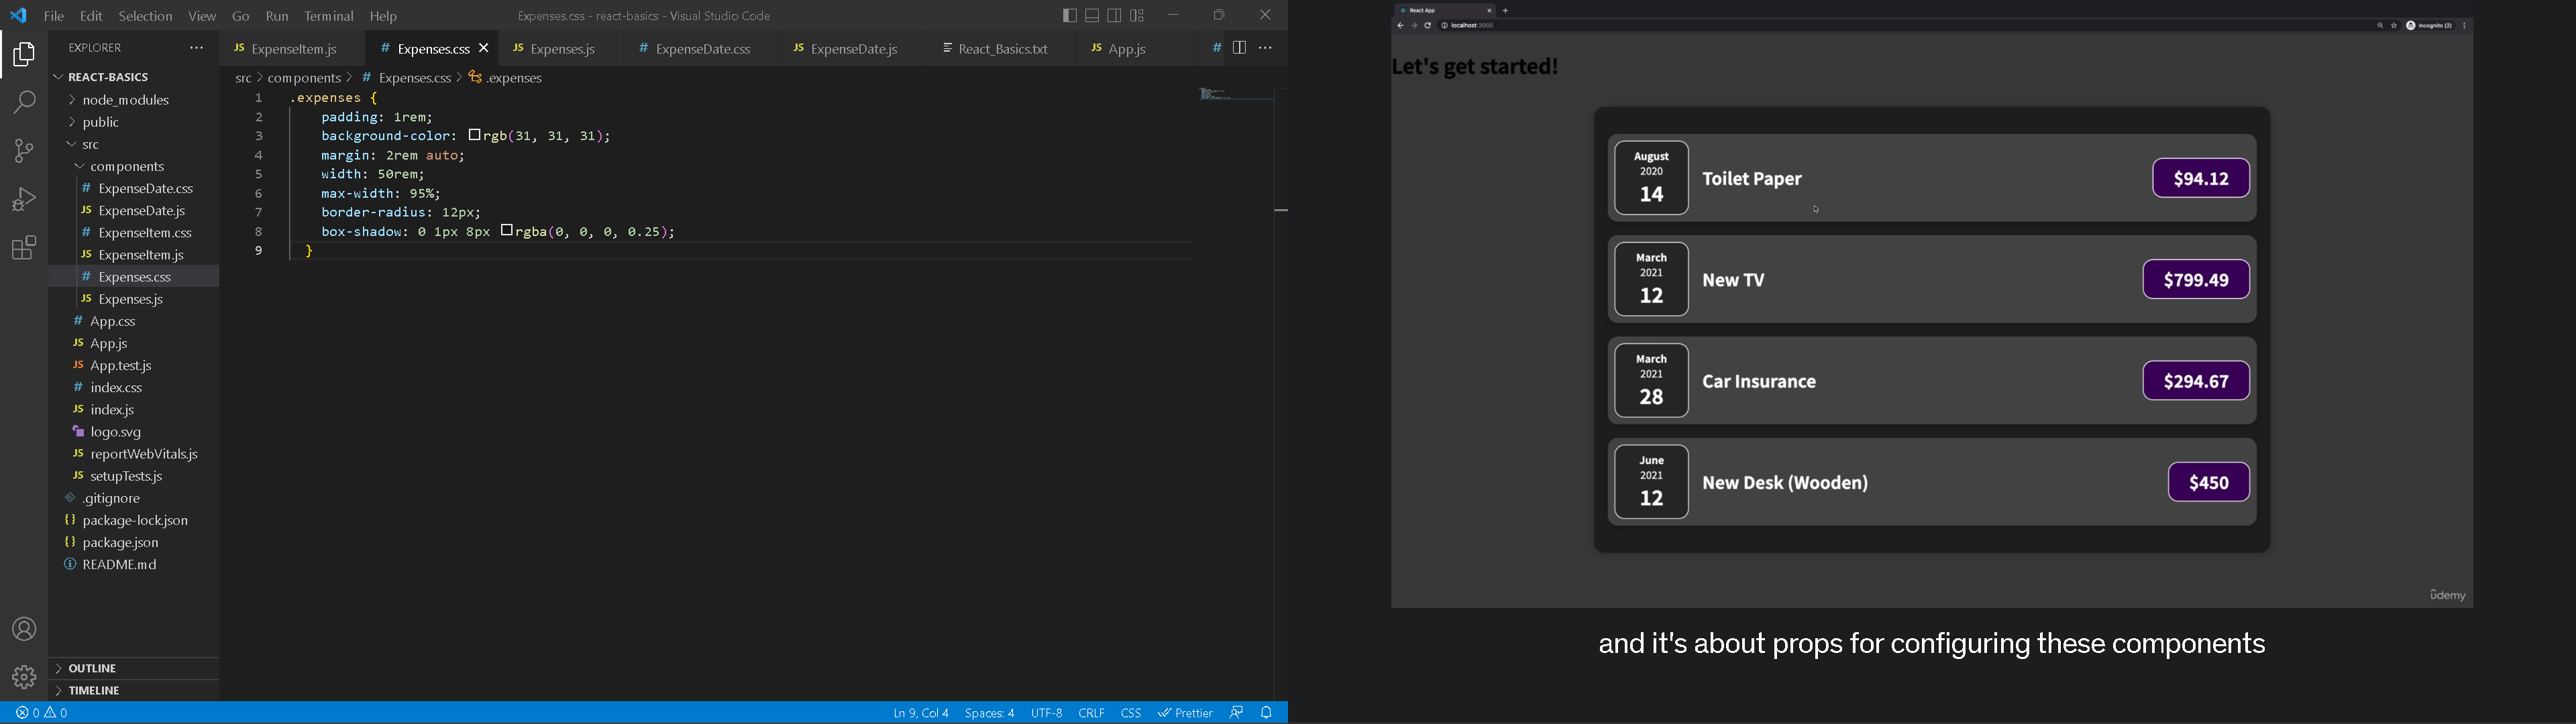 File Edit Selection View Go Run Terminal Help
Expenses.css - react-basics - Visual Studio Code
EXPLORER
REACT-BASICS
node_modules
public
src
components
# ExpenseDate.css
JS ExpenseDate.js
# ExpenseItem.css
JS ExpenseItem.js
# Expenses.css
JS Expenses.js
# App.css
JS App.js
JS App.test.js
# index.css
JS index.js
logo.svg
JS reportWebVitals.js
JS setupTests.js
.gitignore
{} package-lock.json
{} package.json
README.md
OUTLINE
TIMELINE
JS ExpenseItem.js # Expenses.css JS Expenses.js # ExpenseDate.css JS ExpenseDate.js React_Basics.txt JS App.js #
src > components > # Expenses.css > .expenses
1 .expenses {
2 padding: 1rem;
3 background-color: rgb(31, 31, 31);
4 margin: 2rem auto;
5 width: 50rem;
6 max-width: 95%;
7 border-radius: 12px;
8 box-shadow: 0 1px 8px rgba(0, 0, 0, 0.25);
9 }
0 0
Ln 9, Col 4 Spaces: 4 UTF-8 CRLF CSS Prettier
React App
localhost:3000
Incognito (2)
Let's get started!
August
2020
14
Toilet Paper
$94.12
March
2021
12
New TV
$799.49
March
2021
28
Car Insurance
$294.67
June
2021
12
New Desk (Wooden)
$450
ûdemy
and it's about props for configuring these components